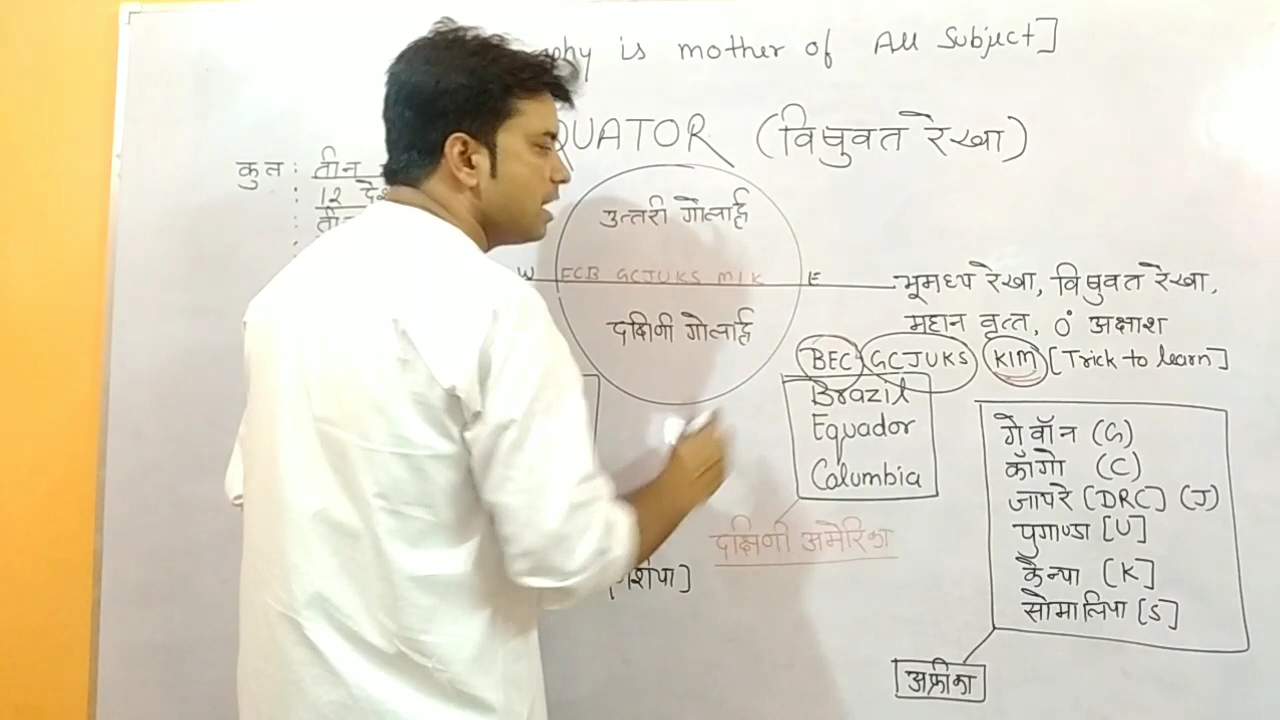 is mother of All Subject]
QUATOR (विषुवत रेखा)
कुल : तीन
: 12 देश
उत्तरी गोलार्द्ध
W ECB GCJUKS MIK E
भूमध्य रेखा, विषुवत रेखा,
दक्षिणी गोलार्द्ध
महान वृत्त, 0° अक्षाश
BEC GCJUKS KIM [Trick to learn]
Brazil
Equador
Columbia
दक्षिणी अमेरिका
गेबॉन (G)
कॉगो (C)
जायरे [DRC] (J)
युगाण्डा [U]
केन्या [K]
सोमालिया [S]
अफ्रीका